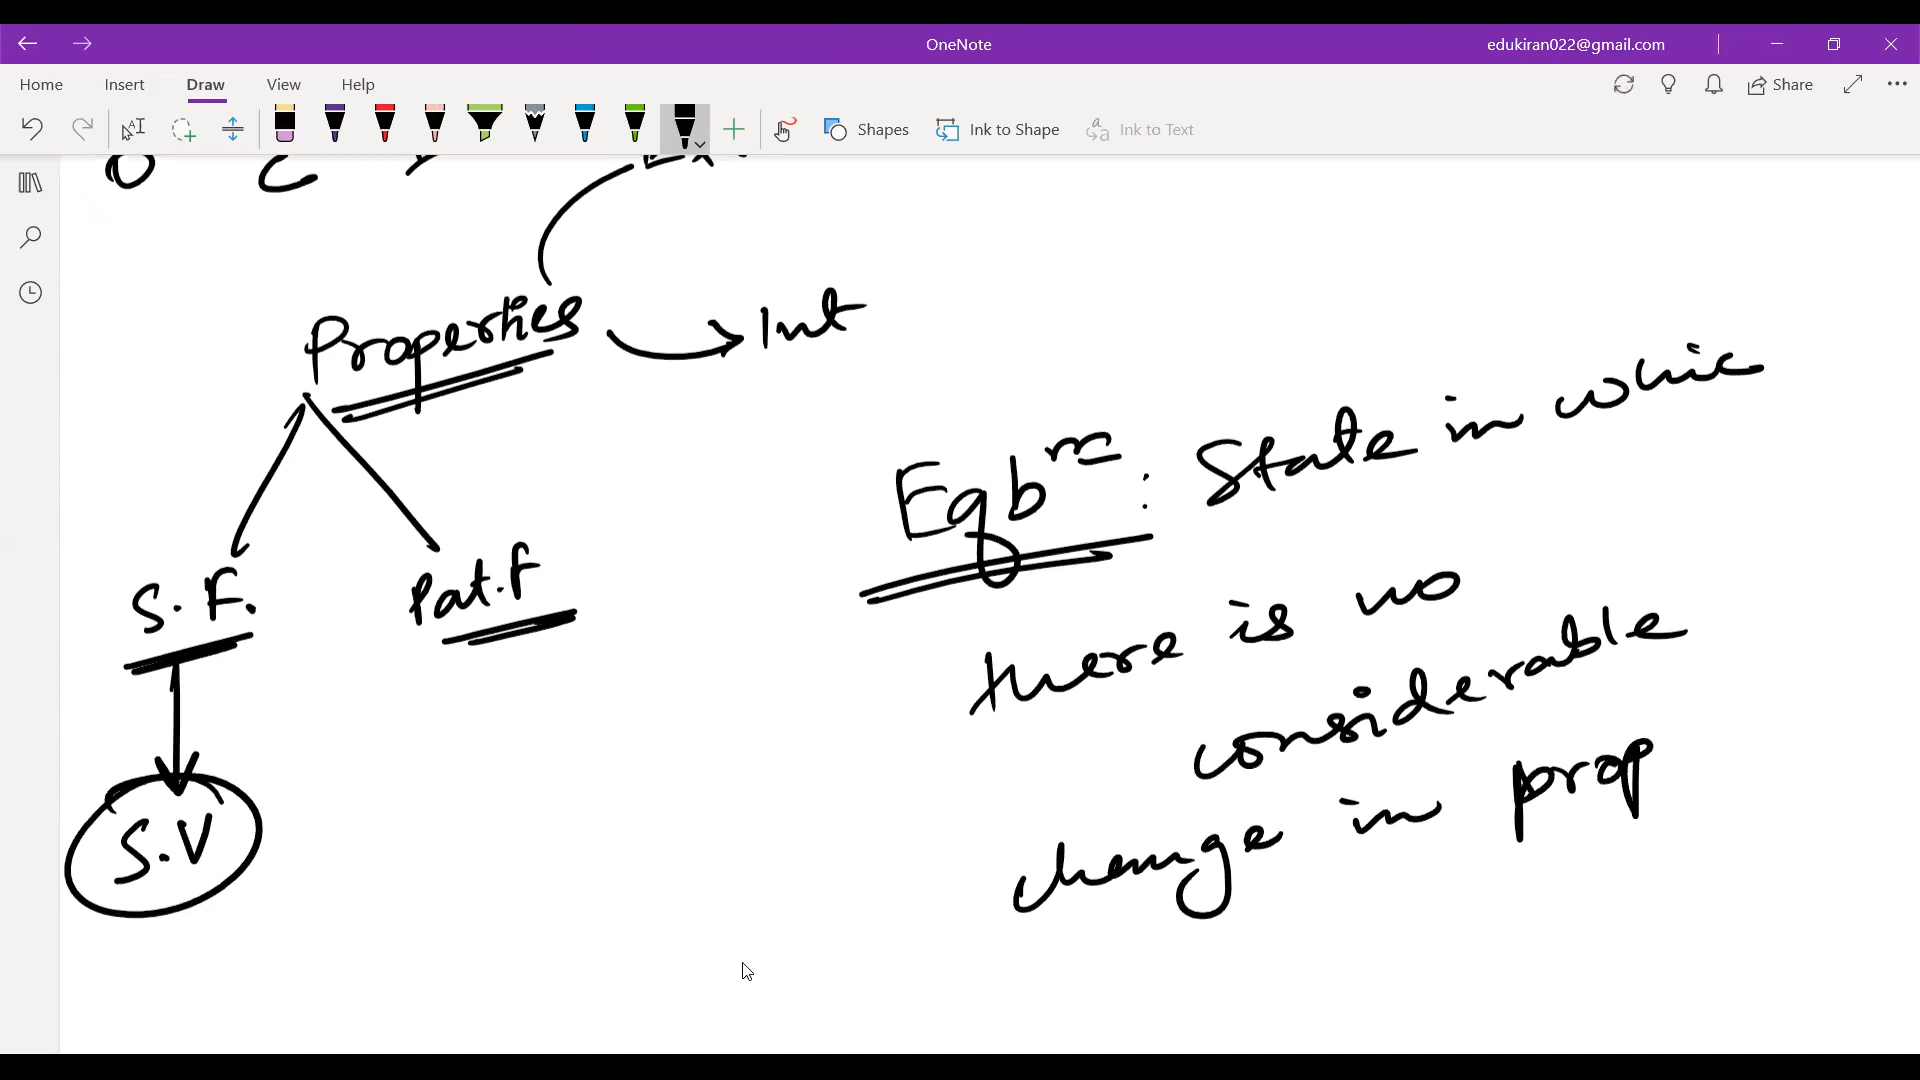 OneNote
edukiran022@gmail.com
Home Insert Draw View Help
Share
Shapes Ink to Shape Ink to Text
O C
Ex
Properties Int
Eqbm : State in whic
S.F. Pat.F
there is no
considerable
S.V
change in prop